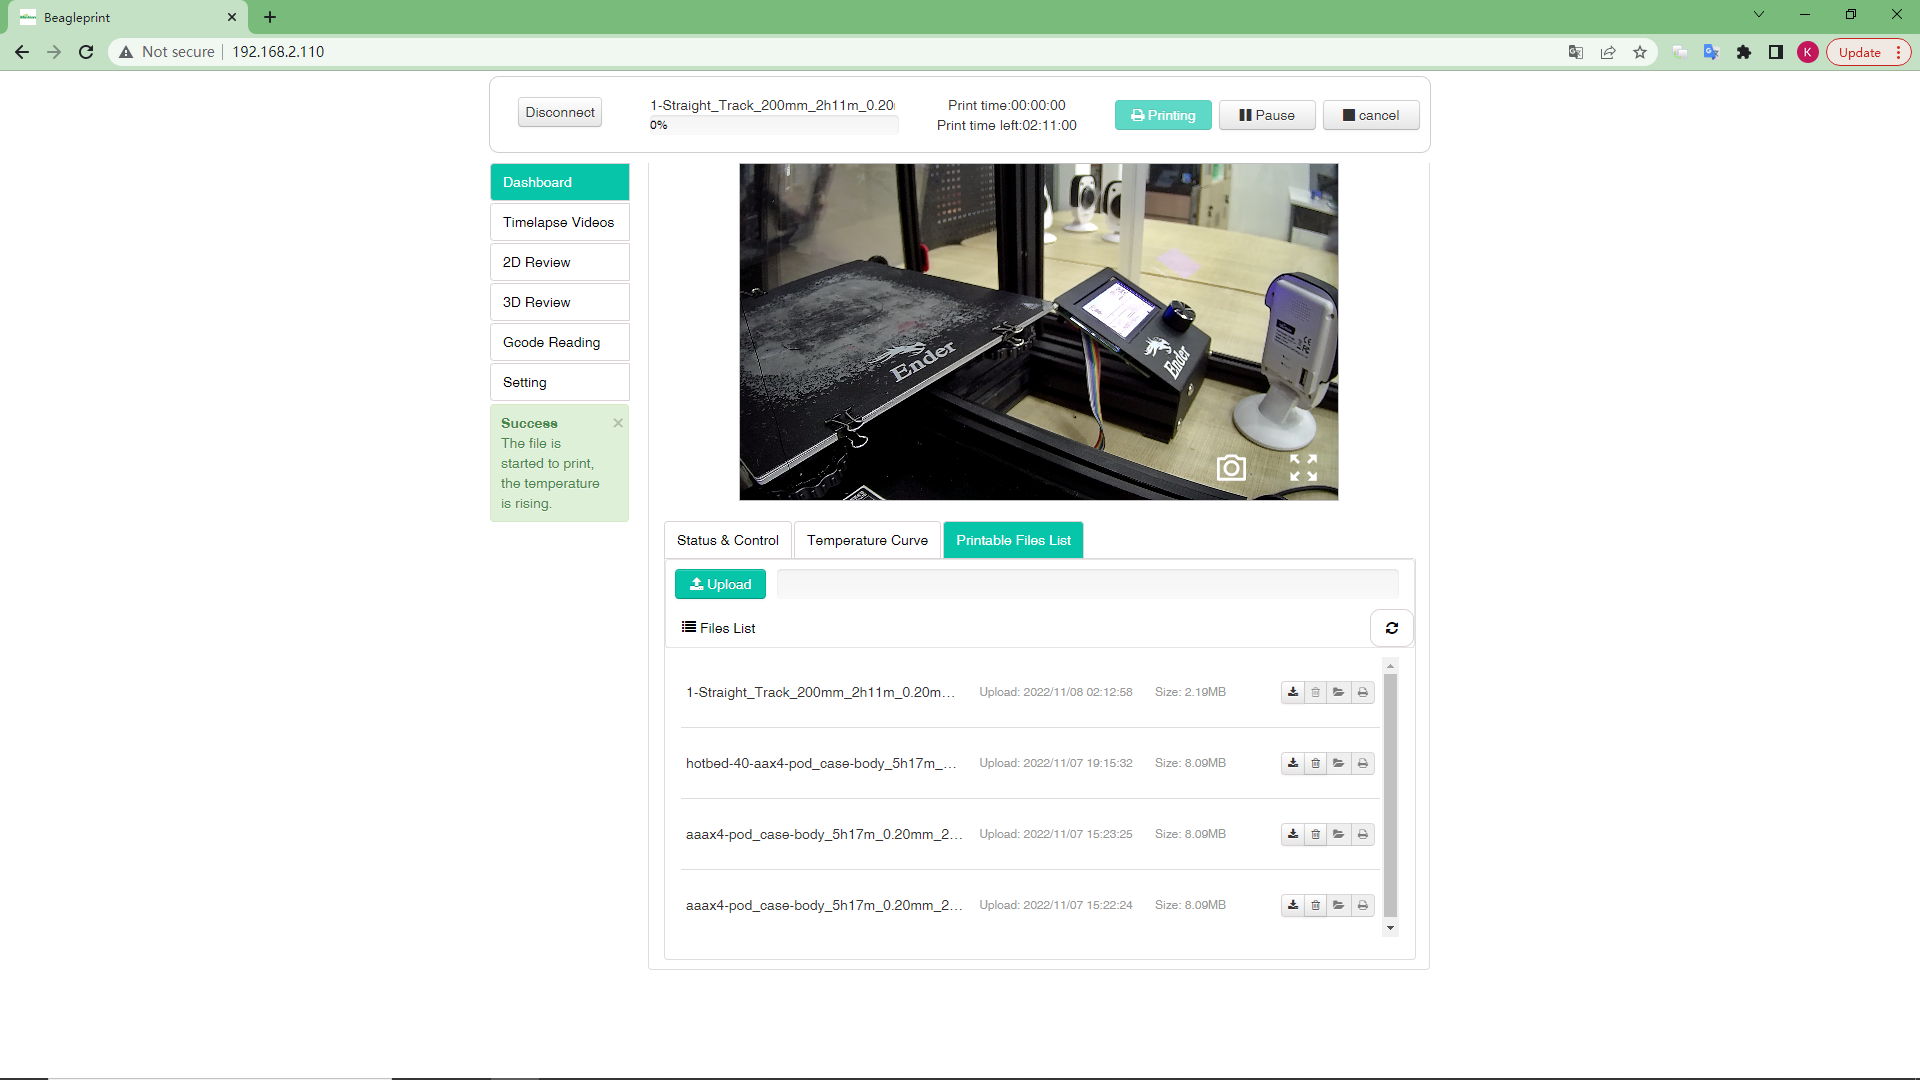 Beagleprint
Not secure
192.168.2.110
K
Update
Disconnect
1-Straight_Track_200mm_2h11m_0.20
0%
Print time:00:00:00
Print time left:02:11:00
Printing
Pause
cancel
Dashboard
Timelapse Videos
2D Review
3D Review
Gcode Reading
Setting
Success
The file is
started to print,
the temperature
is rising.
Ender
Ender
Status & Control
Temperature Curve
Printable Files List
Upload
Files List
1-Straight_Track_200mm_2h11m_0.20m... Upload: 2022/11/08 02:12:58 Size: 2.19MB
hotbed-40-aax4-pod_case-body_5h17m_... Upload: 2022/11/07 19:15:32 Size: 8.09MB
aaax4-pod_case-body_5h17m_0.20mm_2... Upload: 2022/11/07 15:23:25 Size: 8.09MB
aaax4-pod_case-body_5h17m_0.20mm_2... Upload: 2022/11/07 15:22:24 Size: 8.09MB